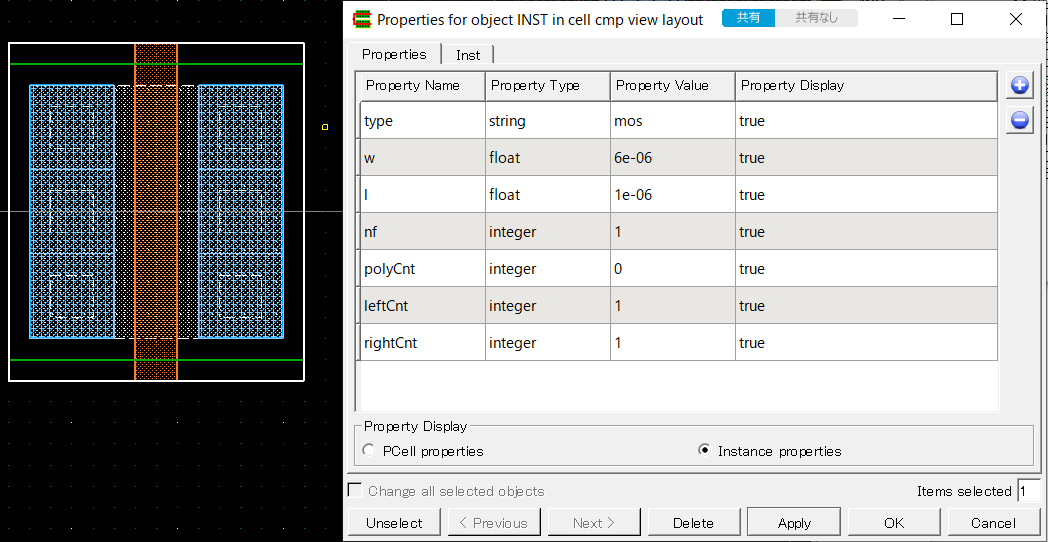 Properties for object INST in cell cmp view layout
共有 共有なし
Properties Inst
Property Name Property Type Property Value Property Display
type string mos true
w float 6e-06 true
l float 1e-06 true
nf integer 1 true
polyCnt integer 0 true
leftCnt integer 1 true
rightCnt integer 1 true
Property Display
PCell properties Instance properties
Change all selected objects Items selected 1
Unselect < Previous Next > Delete Apply OK Cancel